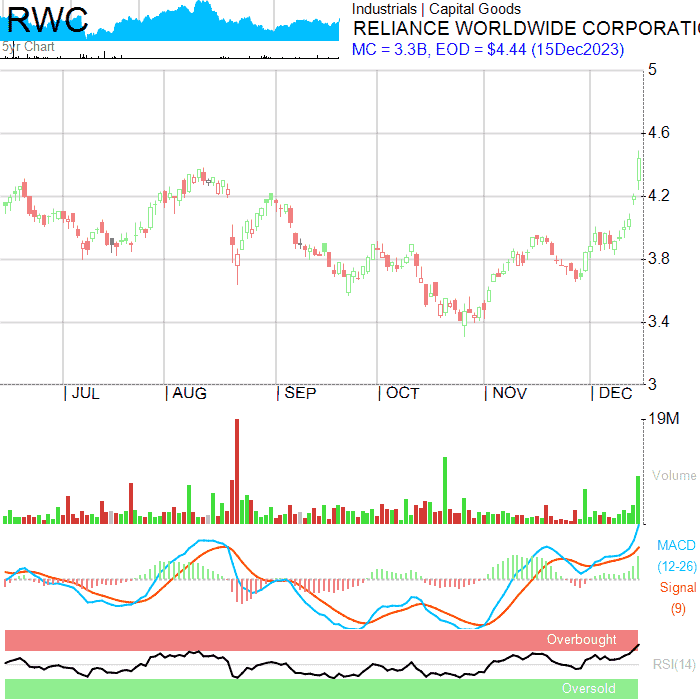 RWC
5yr Chart
Industrials | Capital Goods
RELIANCE WORLDWIDE CORPORATI
MC = 3.3B, EOD = $4.44 (15Dec2023)
5
4.6
4.2
3.8
3.4
3
| JUL | AUG | SEP | OCT | NOV | DEC
19M
Volume
MACD
(12-26)
Signal
(9)
Overbought
RSI(14)
Oversold